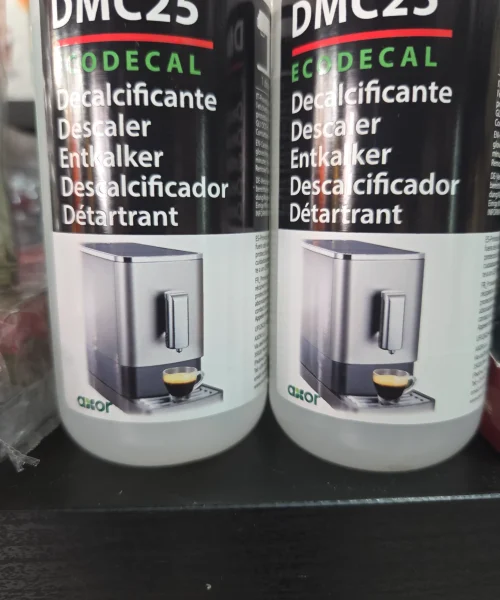 DMC25
ECODECAL
Decalcificante
Descaler
Entkalker
Descalcificador
Détartrant
axor
DMC25
ECODECAL
Decalcificante
Descaler
Entkalker
Descalcificador
Détartrant
axor